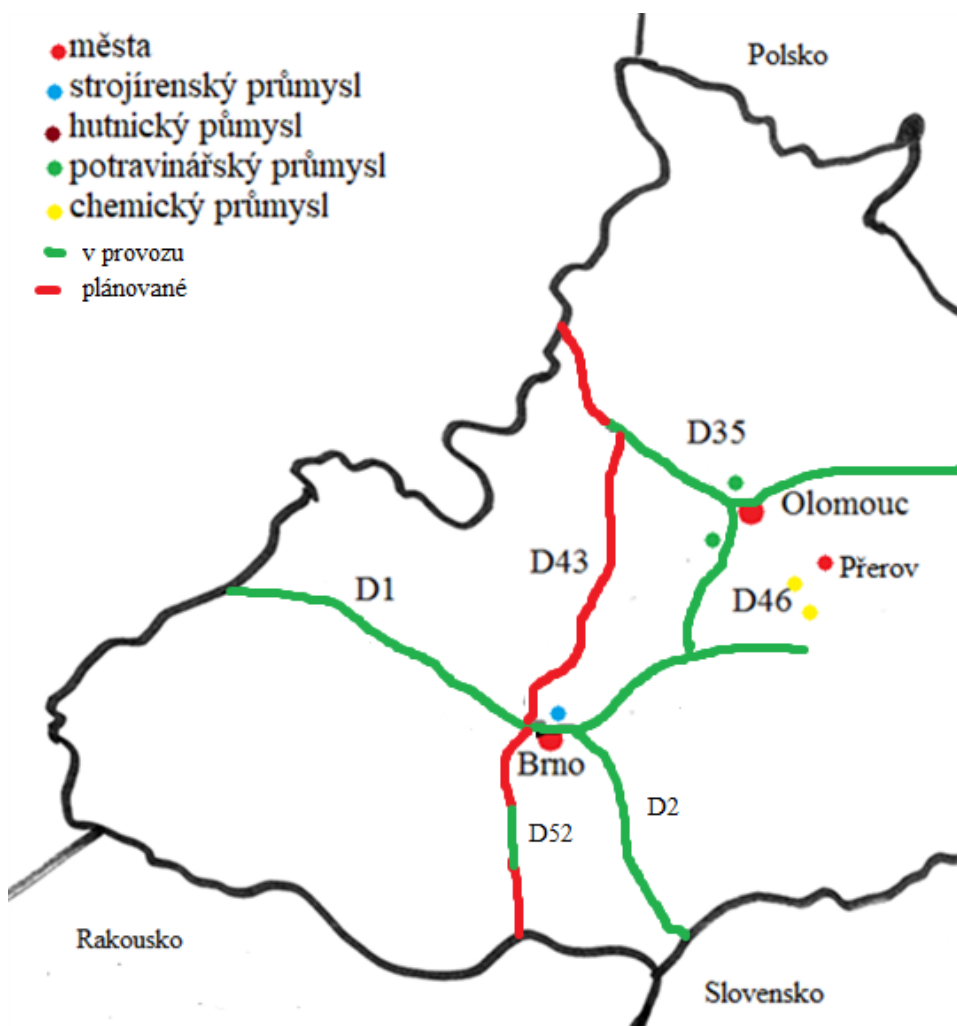 města
strojírenský průmysl
hutnický půmysl
potravinářský průmysl
chemický průmysl
v provozu
plánované
Polsko
D35
Olomouc
D43
D1
Přerov
D46
Brno
D52
D2
Rakousko
Slovensko